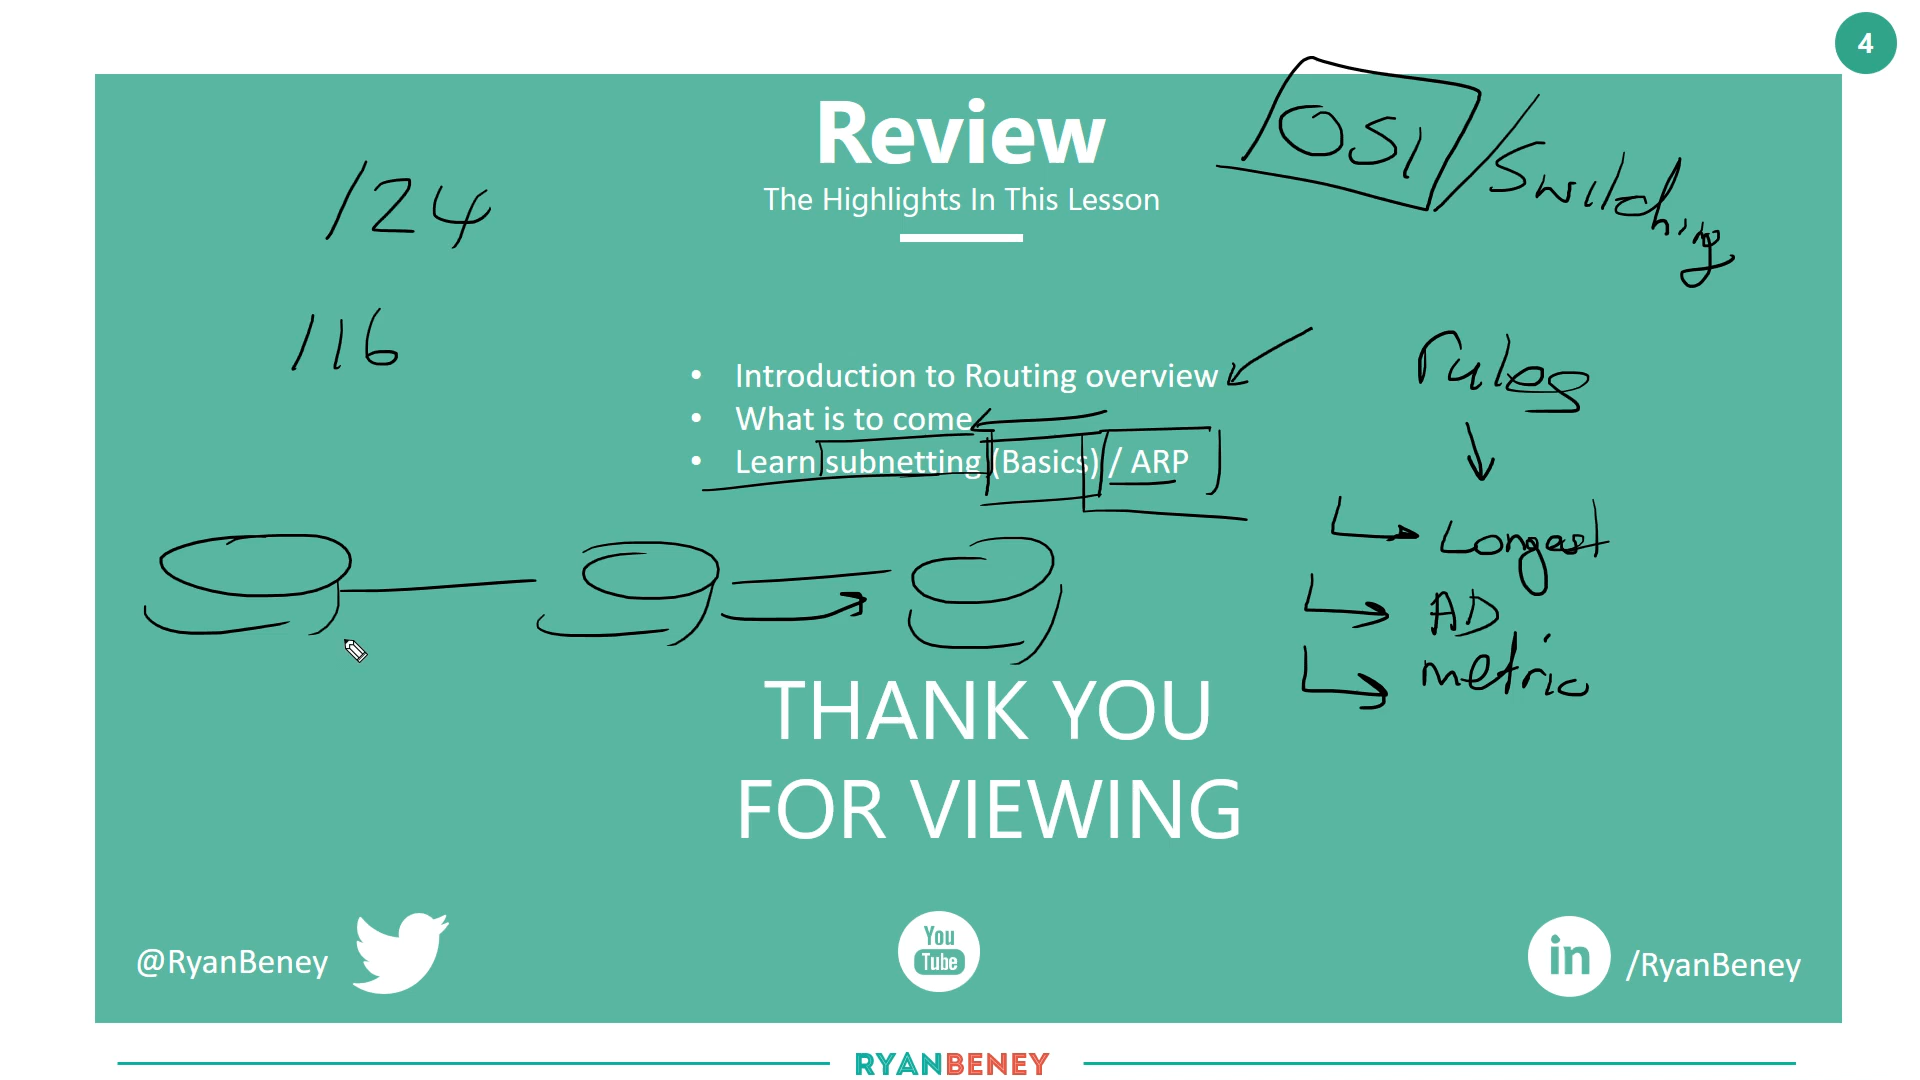 4
Review
The Highlights In This Lesson
OSI / Switching
/24
/16
rules
• Introduction to Routing overview
• What is to come
• Learn subnetting (Basics) / ARP
Longest
AD
metric
THANK YOU
FOR VIEWING
@RyanBeney
You
Tube
in
/RyanBeney
RYANBENEY